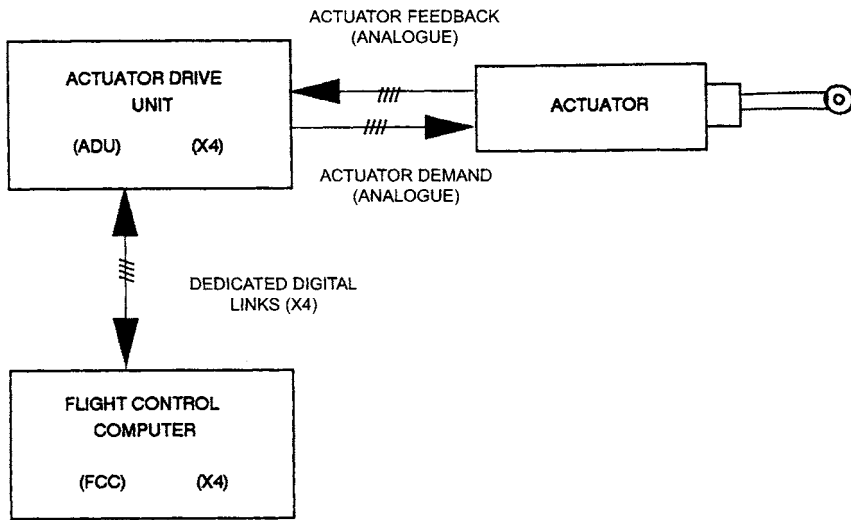 ACTUATOR FEEDBACK
(ANALOGUE)
ACTUATOR DRIVE
UNIT
(ADU) (X4)
ACTUATOR
ACTUATOR DEMAND
(ANALOGUE)
DEDICATED DIGITAL
LINKS (X4)
FLIGHT CONTROL
COMPUTER
(FCC) (X4)